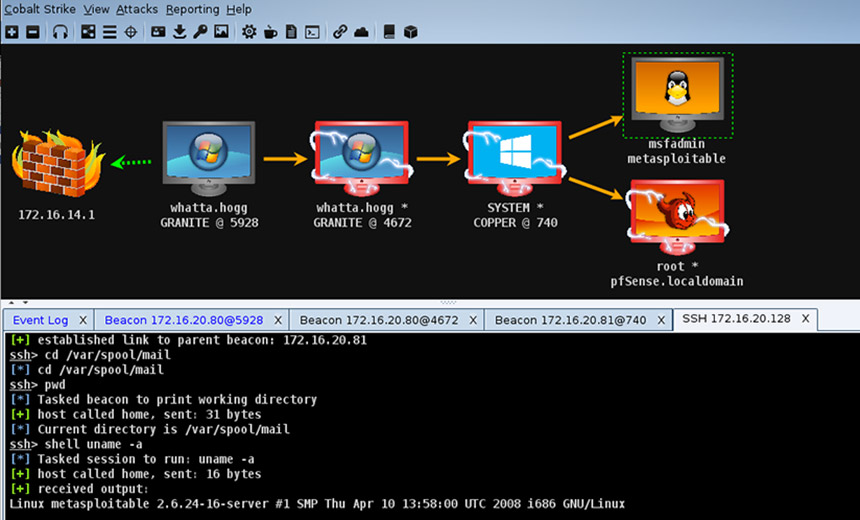 Cobalt Strike View Attacks Reporting Help
172.16.14.1
whatta.hogg
GRANITE @ 5928
whatta.hogg *
GRANITE @ 4672
SYSTEM *
COPPER @ 740
msfadmin
metasploitable
root *
pfSense.localdomain
Event Log X Beacon 172.16.20.80@5928 X Beacon 172.16.20.80@4672 X Beacon 172.16.20.81@740 X SSH 172.16.20.128 X
[+] established link to parent beacon: 172.16.20.81
ssh> cd /var/spool/mail
[*] cd /var/spool/mail
ssh> pwd
[*] Tasked beacon to print working directory
[+] host called home, sent: 31 bytes
[*] Current directory is /var/spool/mail
ssh> shell uname -a
[*] Tasked session to run: uname -a
[+] host called home, sent: 16 bytes
[+] received output:
Linux metasploitable 2.6.24-16-server #1 SMP Thu Apr 10 13:58:00 UTC 2008 i686 GNU/Linux